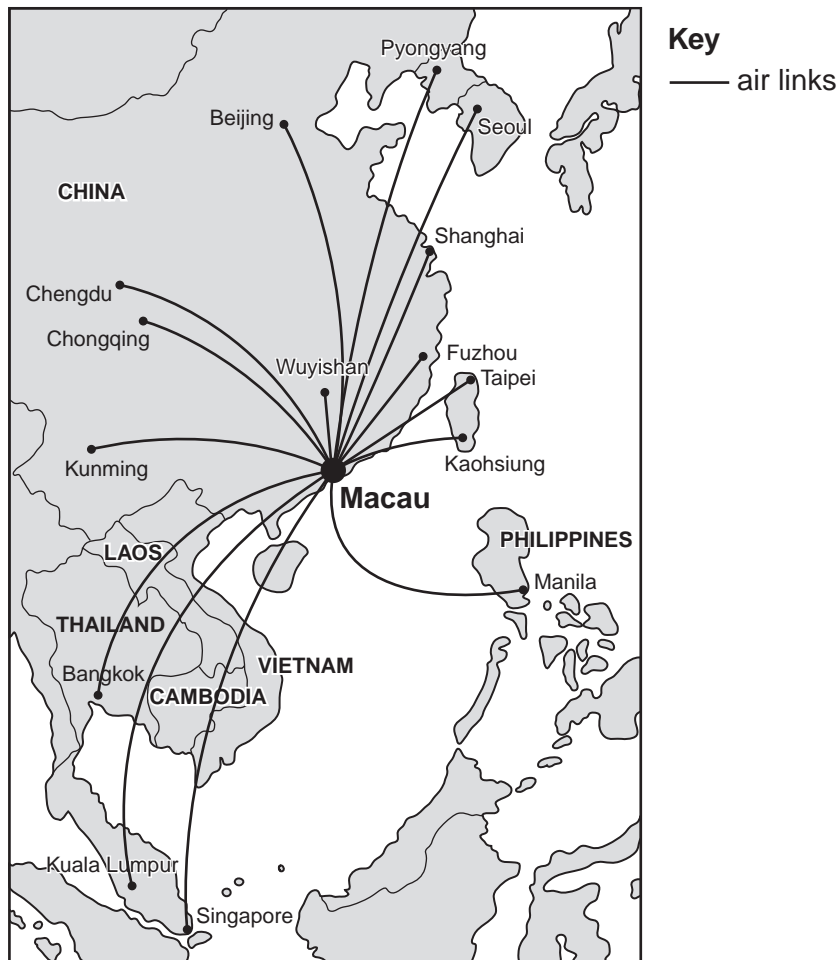 Key
air links
Pyongyang
Beijing
Seoul
CHINA
Shanghai
Chengdu
Chongqing
Fuzhou
Wuyishan
Taipei
Kunming
Kaohsiung
Macau
PHILIPPINES
LAOS
Manila
THAILAND
VIETNAM
Bangkok
CAMBODIA
Kuala Lumpur
Singapore